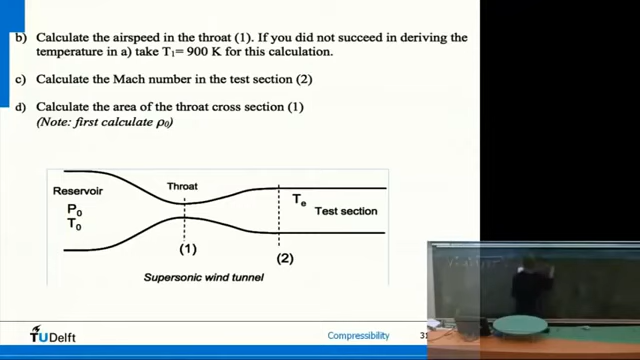 b) Calculate the airspeed in the throat (1). If you did not succeed in deriving the
temperature in a) take T1= 900 K for this calculation.
c) Calculate the Mach number in the test section (2)
d) Calculate the area of the throat cross section (1)
(Note: first calculate ρ0)
Reservoir
P0
T0
Throat
Te
Test section
(1)
(2)
Supersonic wind tunnel
TUDelft
Compressibility